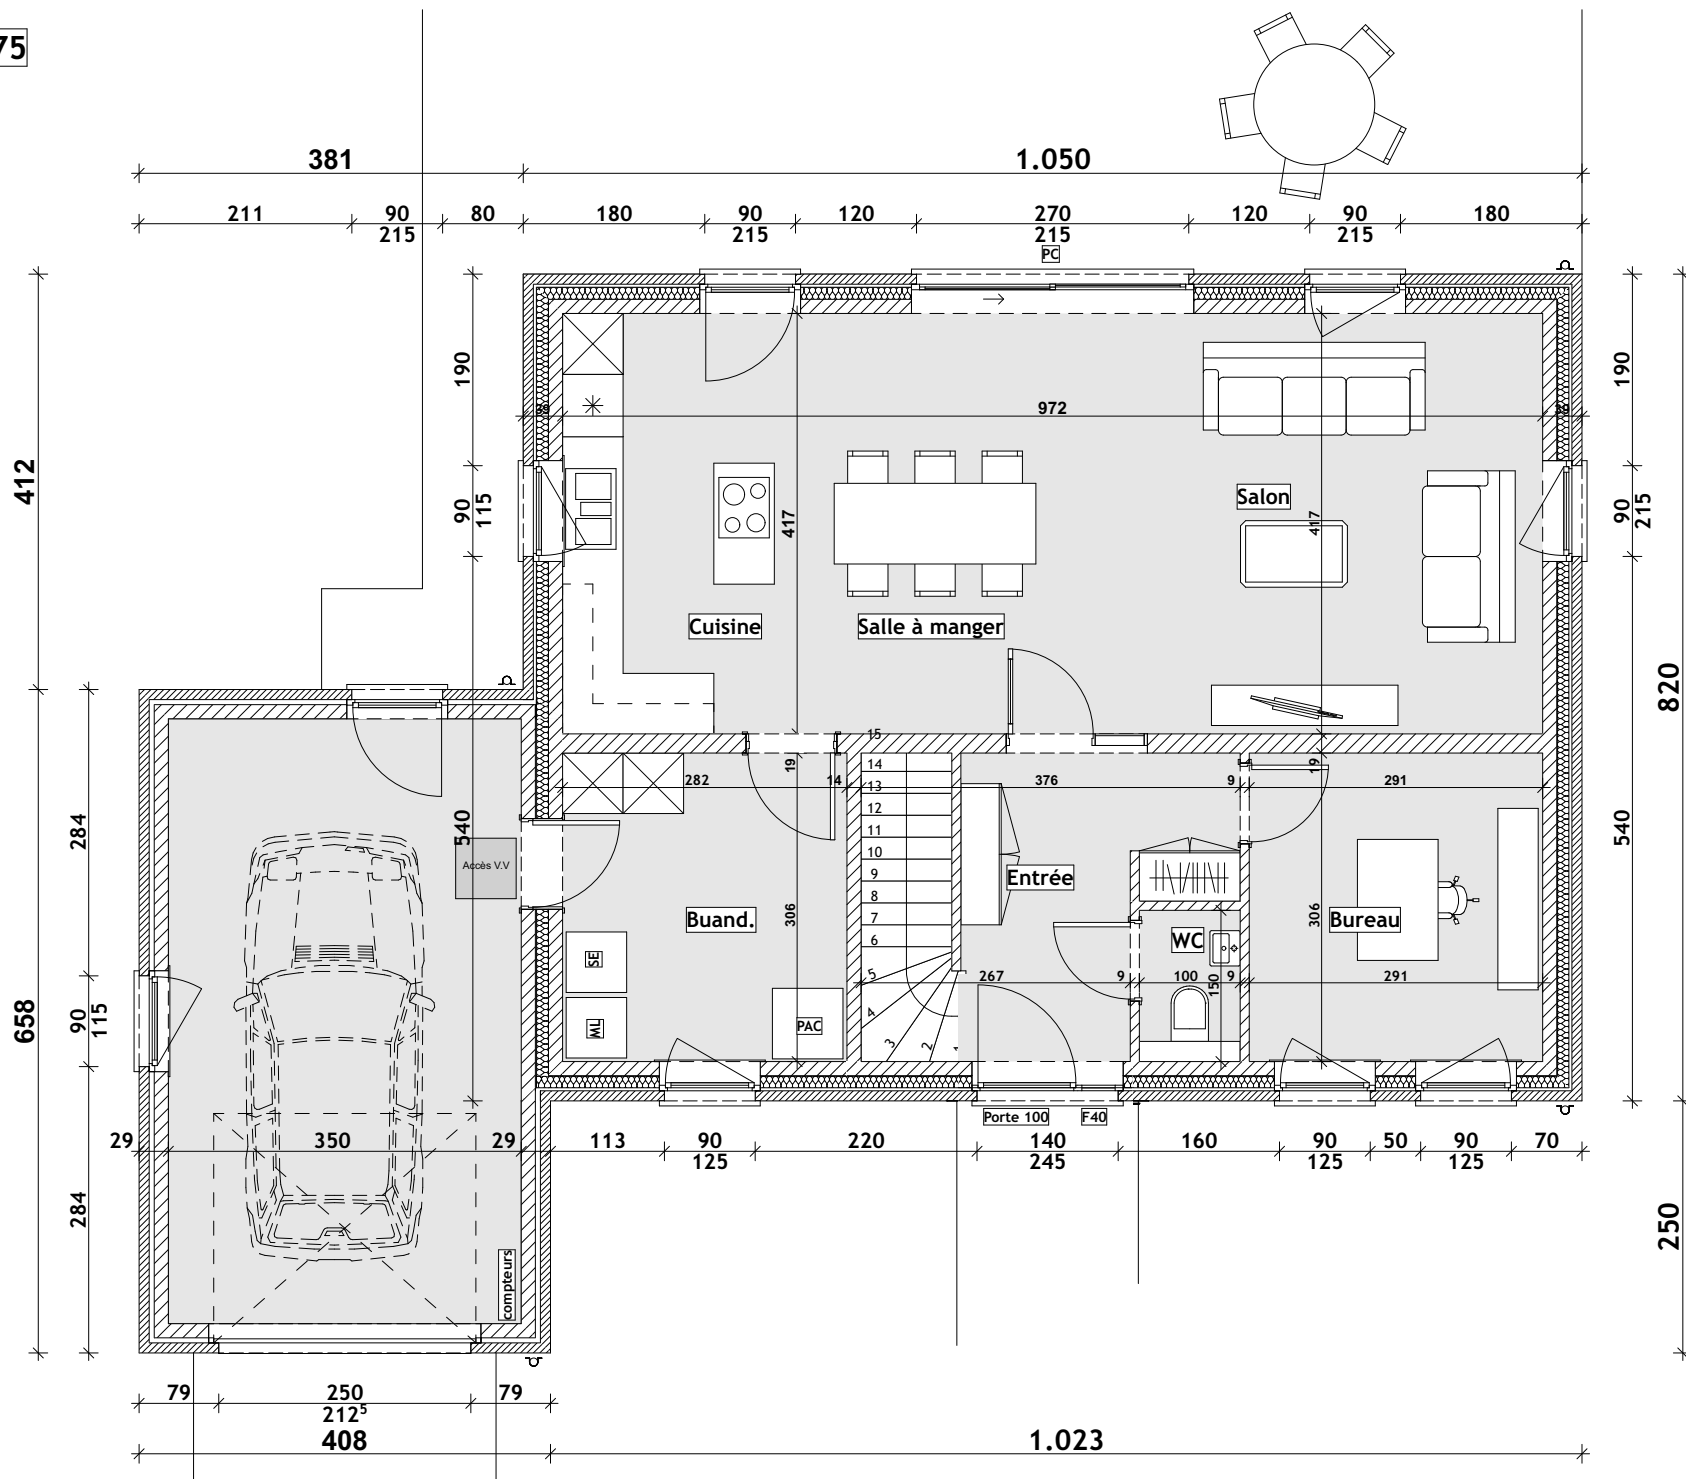 75
381 1.050
211 90 80 180 90 120 270 120 90 180
215 215 215 215
PC
190 190
39 972 39
412
90 115 417 Salon 417 90 215
Cuisine Salle à manger
820
15
19 19
14 282 14 376 9 291
13
12
11
284 540 540
10
Accès V.V
9 Entrée
8
7 Buand. 306 306 Bureau
6 WC
SE
5 267 9 100 9 291
150
658 90 115
4
ML PAC
3 2 1
Porte 100 F40
29 350 29 113 90 220 140 160 90 50 90 70
125 245 125 125
284
250
compteurs
79 250 79
212⁵
408 1.023